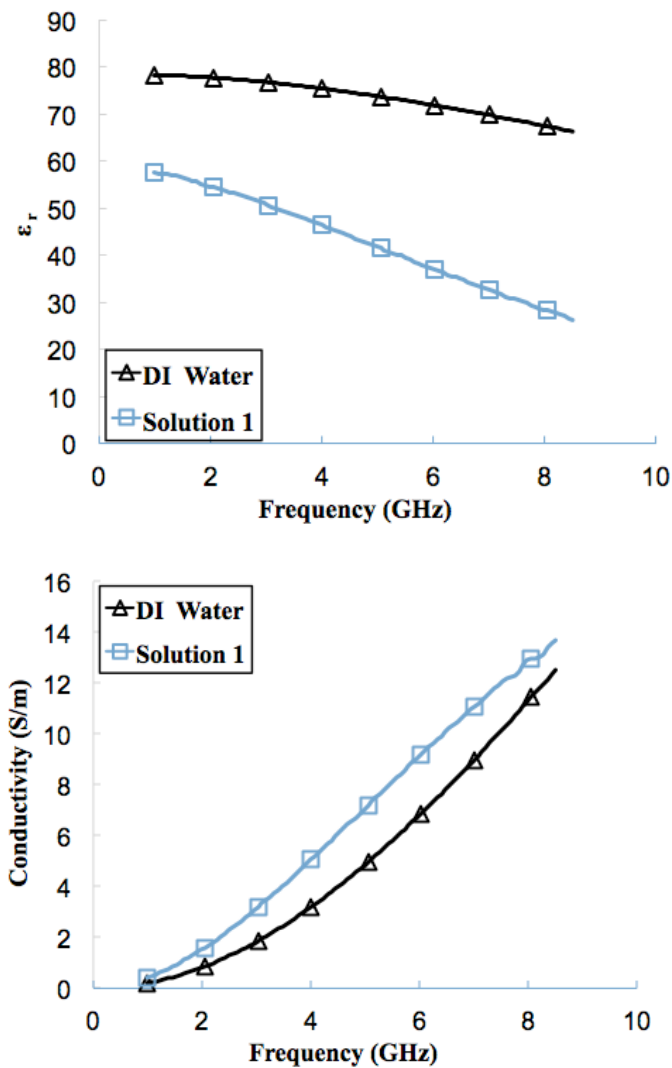 90
80
70
60
50
40
30
20
10
0
εr
DI Water
Solution 1
0 2 4 6 8 10
Frequency (GHz)
16
14
12
10
8
6
4
2
0
Conductivity (S/m)
DI Water
Solution 1
0 2 4 6 8 10
Frequency (GHz)